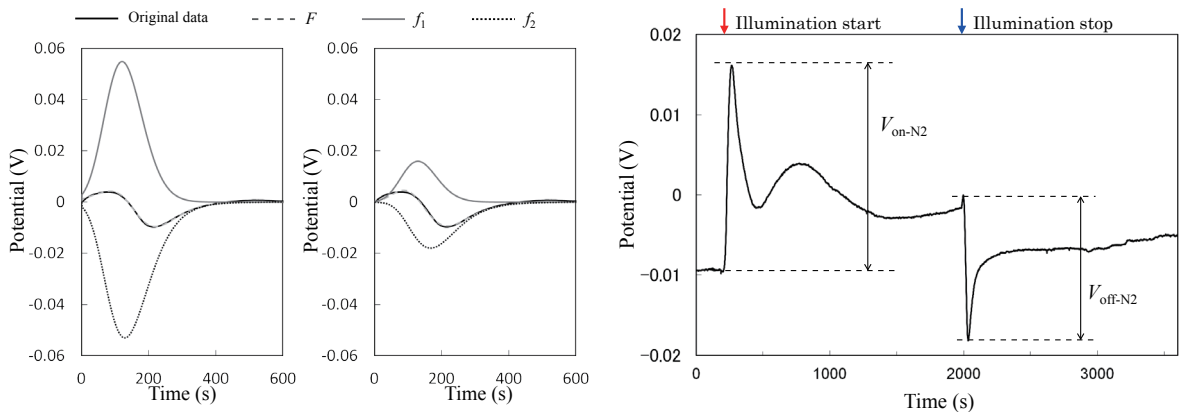 Original data F f1 f2
0.06
0.04
0.02
0
-0.02
-0.04
-0.06
Potential (V)
0 200 400 600
Time (s)
0.06
0.04
0.02
0
-0.02
-0.04
-0.06
Potential (V)
0 200 400 600
Time (s)
Illumination start Illumination stop
0.02
0.01
0
-0.01
-0.02
Potential (V)
Von-N2
Voff-N2
0 1000 2000 3000
Time (s)